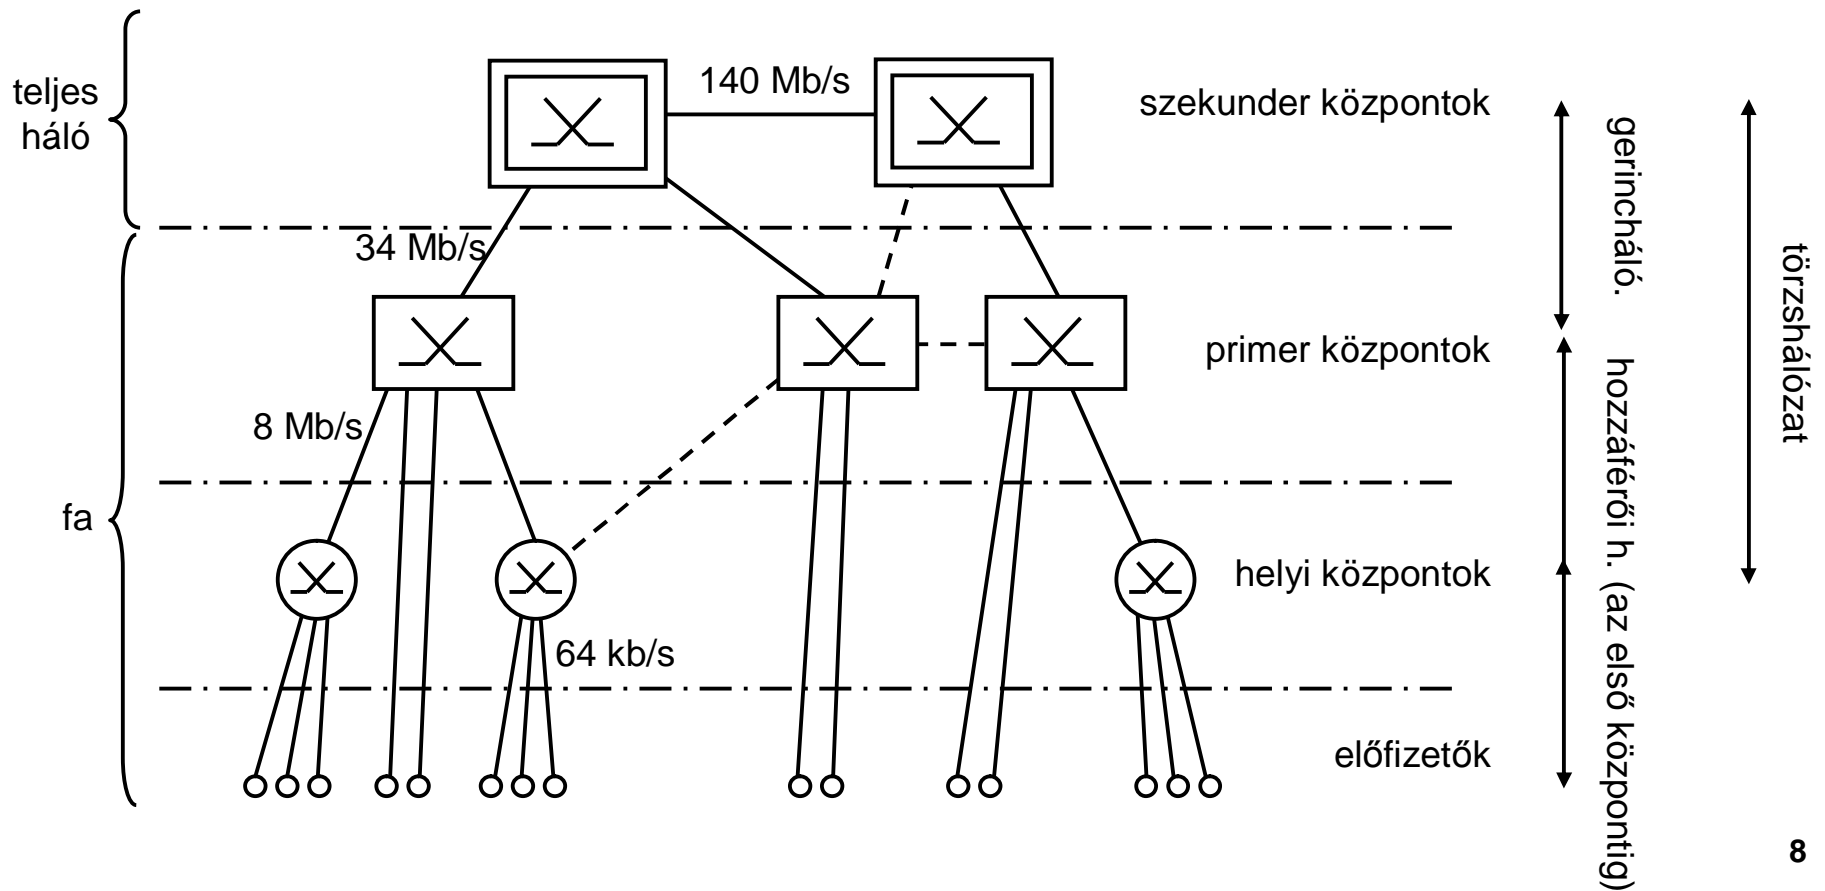 teljes
háló
140 Mb/s
szekunder központok
34 Mb/s
primer központok
8 Mb/s
fa
helyi központok
64 kb/s
előfizetők
gerincháló.
hozzáférői h. (az első központig)
törzshálózat
8